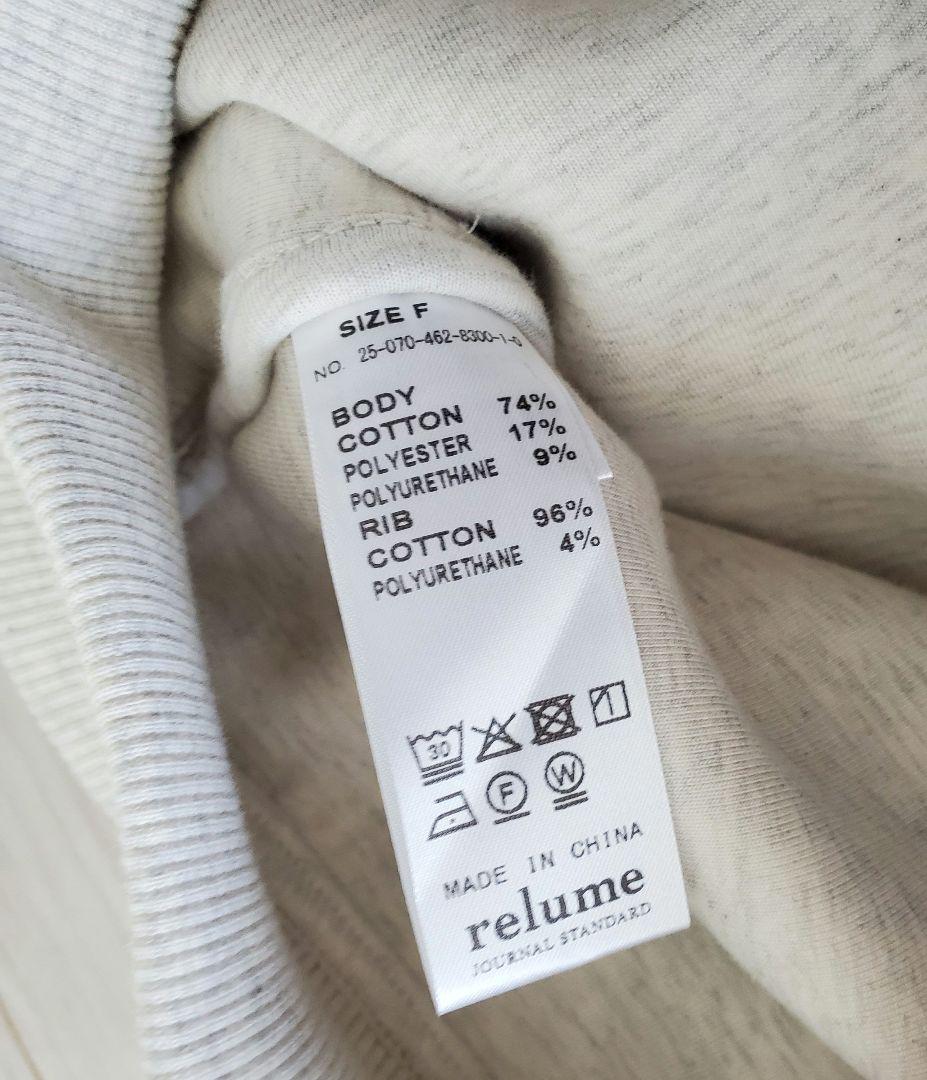 SIZE F
NO. 25-070-462-8300-1-0
BODY
COTTON 74%
POLYESTER 17%
POLYURETHANE 9%
RIB
COTTON 96%
POLYURETHANE 4%
30
F W
MADE IN CHINA
relume
JOURNAL STANDARD